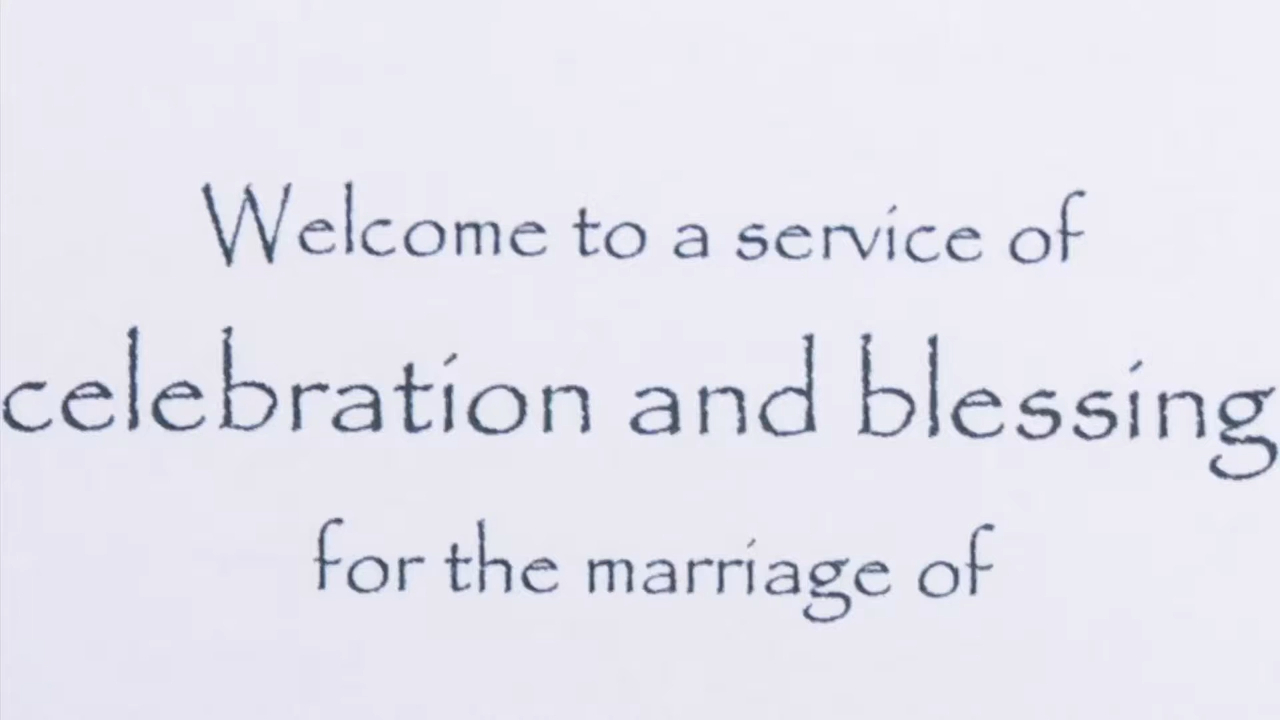 Welcome to a service of
celebration and blessing
for the marriage of